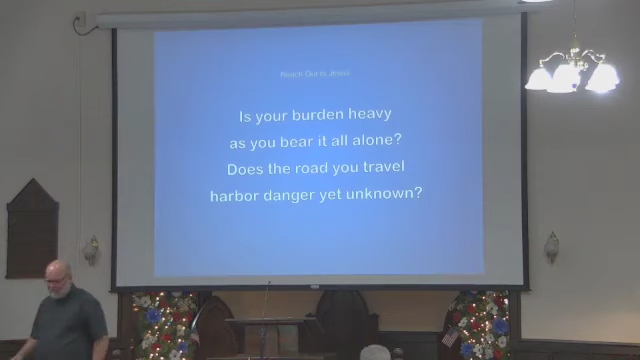 Reach Out to Jesus
Is your burden heavy
as you bear it all alone?
Does the road you travel
harbor danger yet unknown?